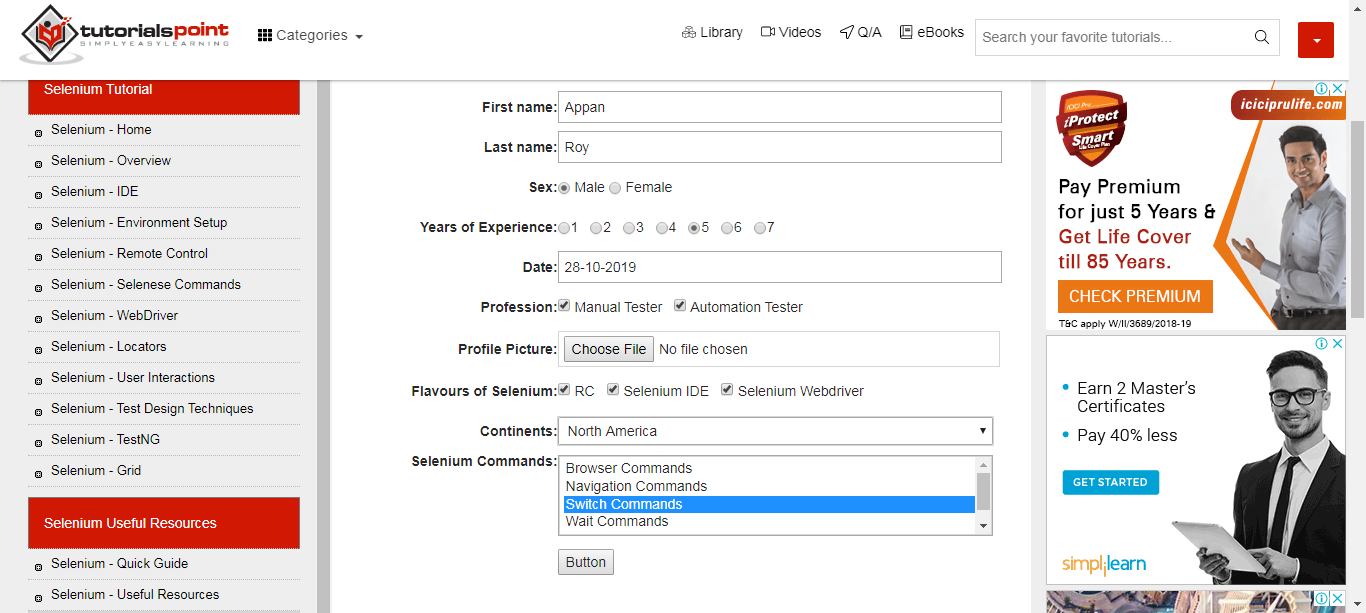 tutorialspoint
SIMPLYEASYLEARNING
Categories
Library
Videos
Q/A
eBooks
Search your favorite tutorials...
Selenium Tutorial
Selenium - Home
Selenium - Overview
Selenium - IDE
Selenium - Environment Setup
Selenium - Remote Control
Selenium - Selenese Commands
Selenium - WebDriver
Selenium - Locators
Selenium - User Interactions
Selenium - Test Design Techniques
Selenium - TestNG
Selenium - Grid
Selenium Useful Resources
Selenium - Quick Guide
Selenium - Useful Resources
First name: Appan
Last name: Roy
Sex: Male Female
Years of Experience: 1 2 3 4 5 6 7
Date: 28-10-2019
Profession: Manual Tester Automation Tester
Profile Picture: Choose File No file chosen
Flavours of Selenium: RC Selenium IDE Selenium Webdriver
Continents: North America
Selenium Commands: Browser Commands
Navigation Commands
Switch Commands
Wait Commands
Button
iciciprulife.com
ICICI Pru
iProtect
Smart
Life Cover Plan
Pay Premium
for just 5 Years &
Get Life Cover
till 85 Years.
CHECK PREMIUM
T&C apply W/II/3689/2018-19
Earn 2 Master's
Certificates
Pay 40% less
GET STARTED
simplilearn